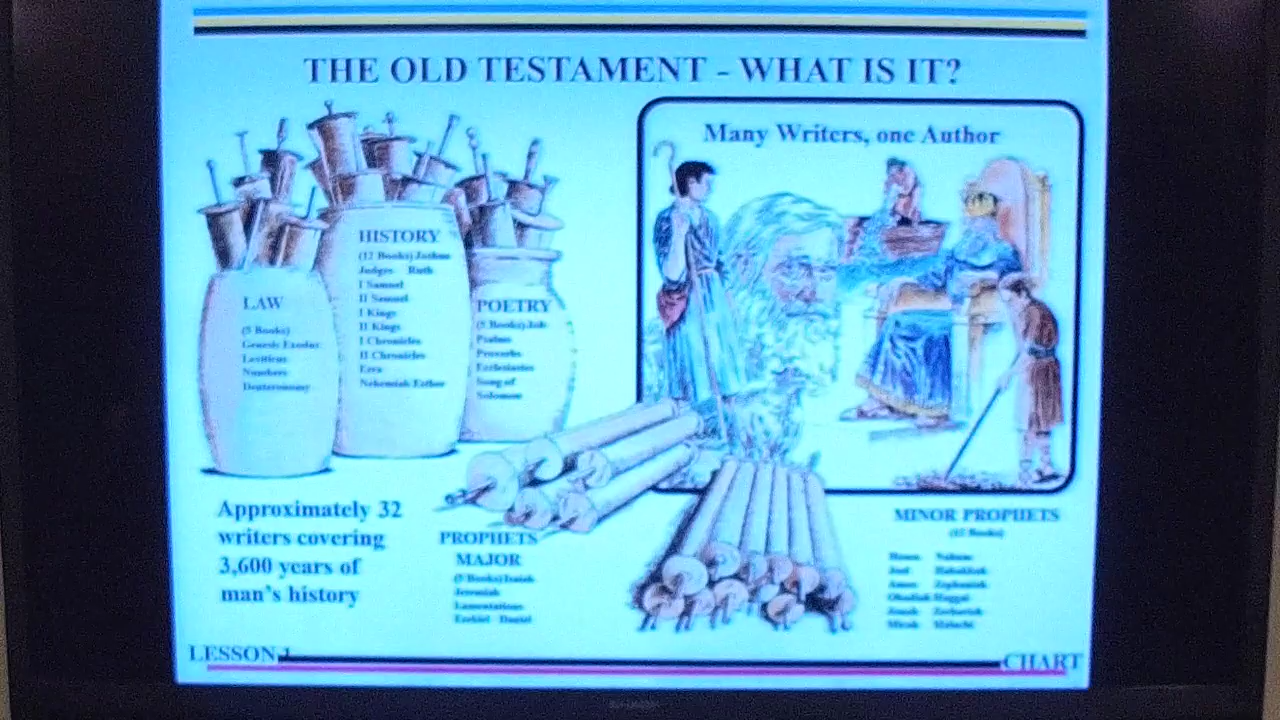 THE OLD TESTAMENT - WHAT IS IT?
Many Writers, one Author
LAW
(5 Books)
Genesis Exodus
Leviticus
Numbers
Deuteronomy
HISTORY
(12 Books) Joshua
Judges Ruth
I Samuel
II Samuel
I Kings
II Kings
I Chronicles
II Chronicles
Ezra
Nehemiah Esther
POETRY
(5 Books) Job
Psalms
Proverbs
Ecclesiastes
Song of
Solomon
Approximately 32
writers covering
3,600 years of
man's history
PROPHETS
MAJOR
(5 Books) Isaiah
Jeremiah
Lamentations
Ezekiel Daniel
MINOR PROPHETS
(12 Books)
Hosea Nahum
Joel Habakkuk
Amos Zephaniah
Obadiah Haggai
Jonah Zechariah
Micah Malachi
LESSON 1
CHART